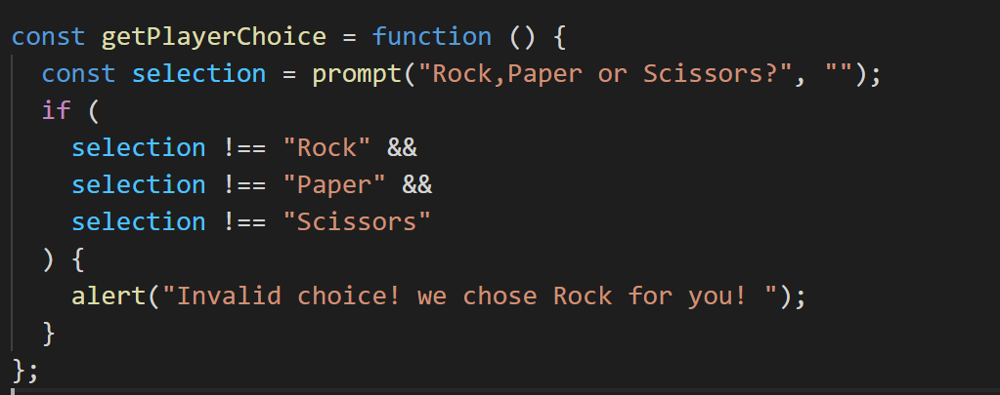 const getPlayerChoice = function () {
  const selection = prompt("Rock,Paper or Scissors?", "");
  if (
    selection !== "Rock" &&
    selection !== "Paper" &&
    selection !== "Scissors"
  ) {
    alert("Invalid choice! we chose Rock for you! ");
  }
};